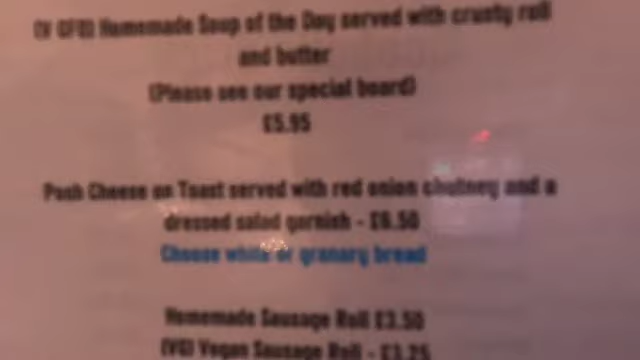 (V GFO) Homemade Soup of the Day served with crusty roll
and butter
(Please see our special board)
£5.95
Posh Cheese on Toast served with red onion chutney and a
dressed salad garnish - £6.50
Choose white or granary bread
Homemade Sausage Roll £3.50
(VG) Vegan Sausage Roll - £3.25